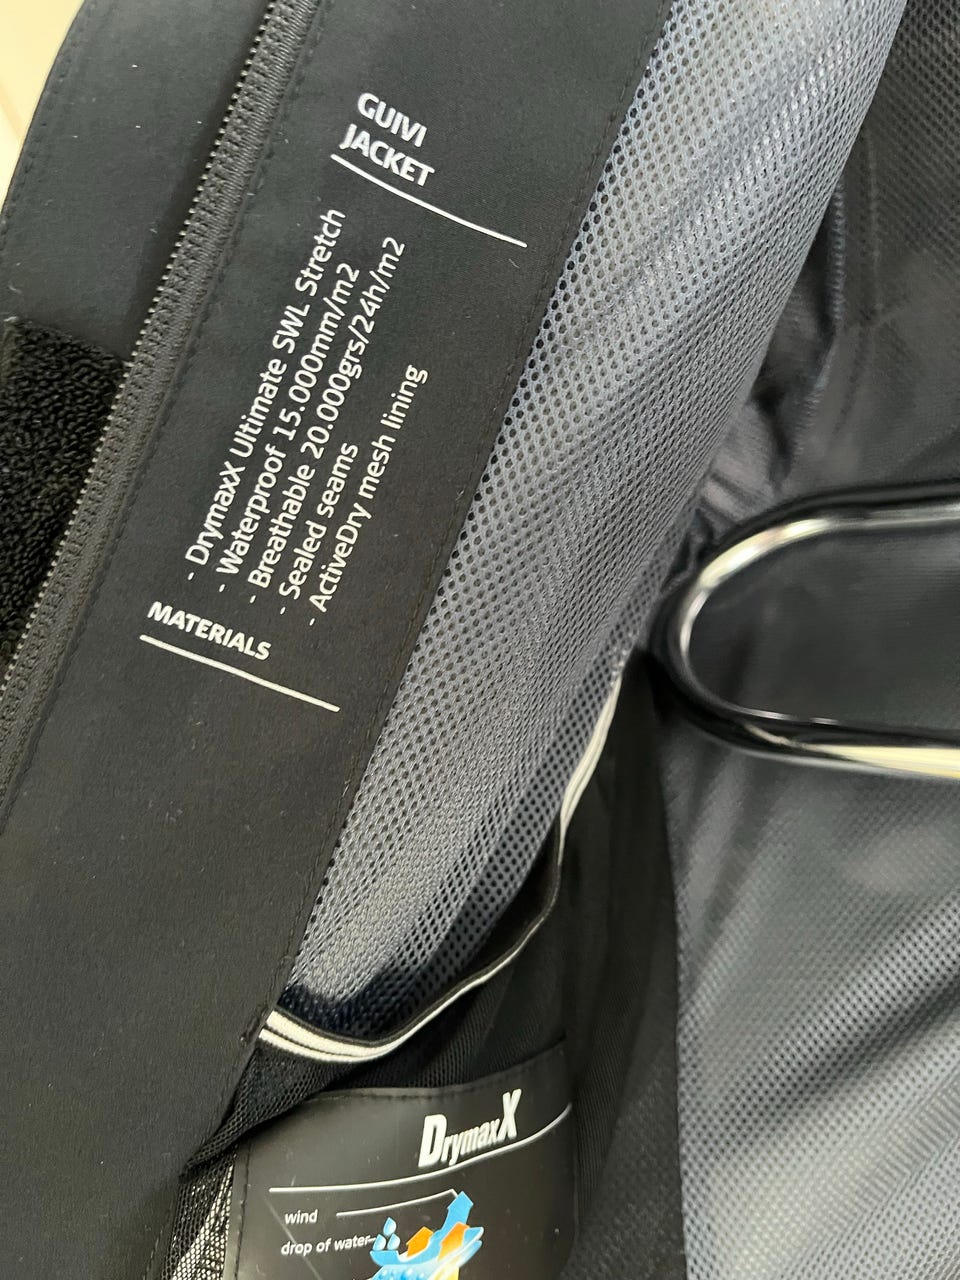 GUIVI
JACKET
MATERIALS
- DrymaxX Ultimate SWL Stretch
- Waterproof 15.000mm/m2
- Breathable 20.000grs/24h/m2
- Sealed seams
- ActiveDry mesh lining
DrymaxX
wind
drop of water